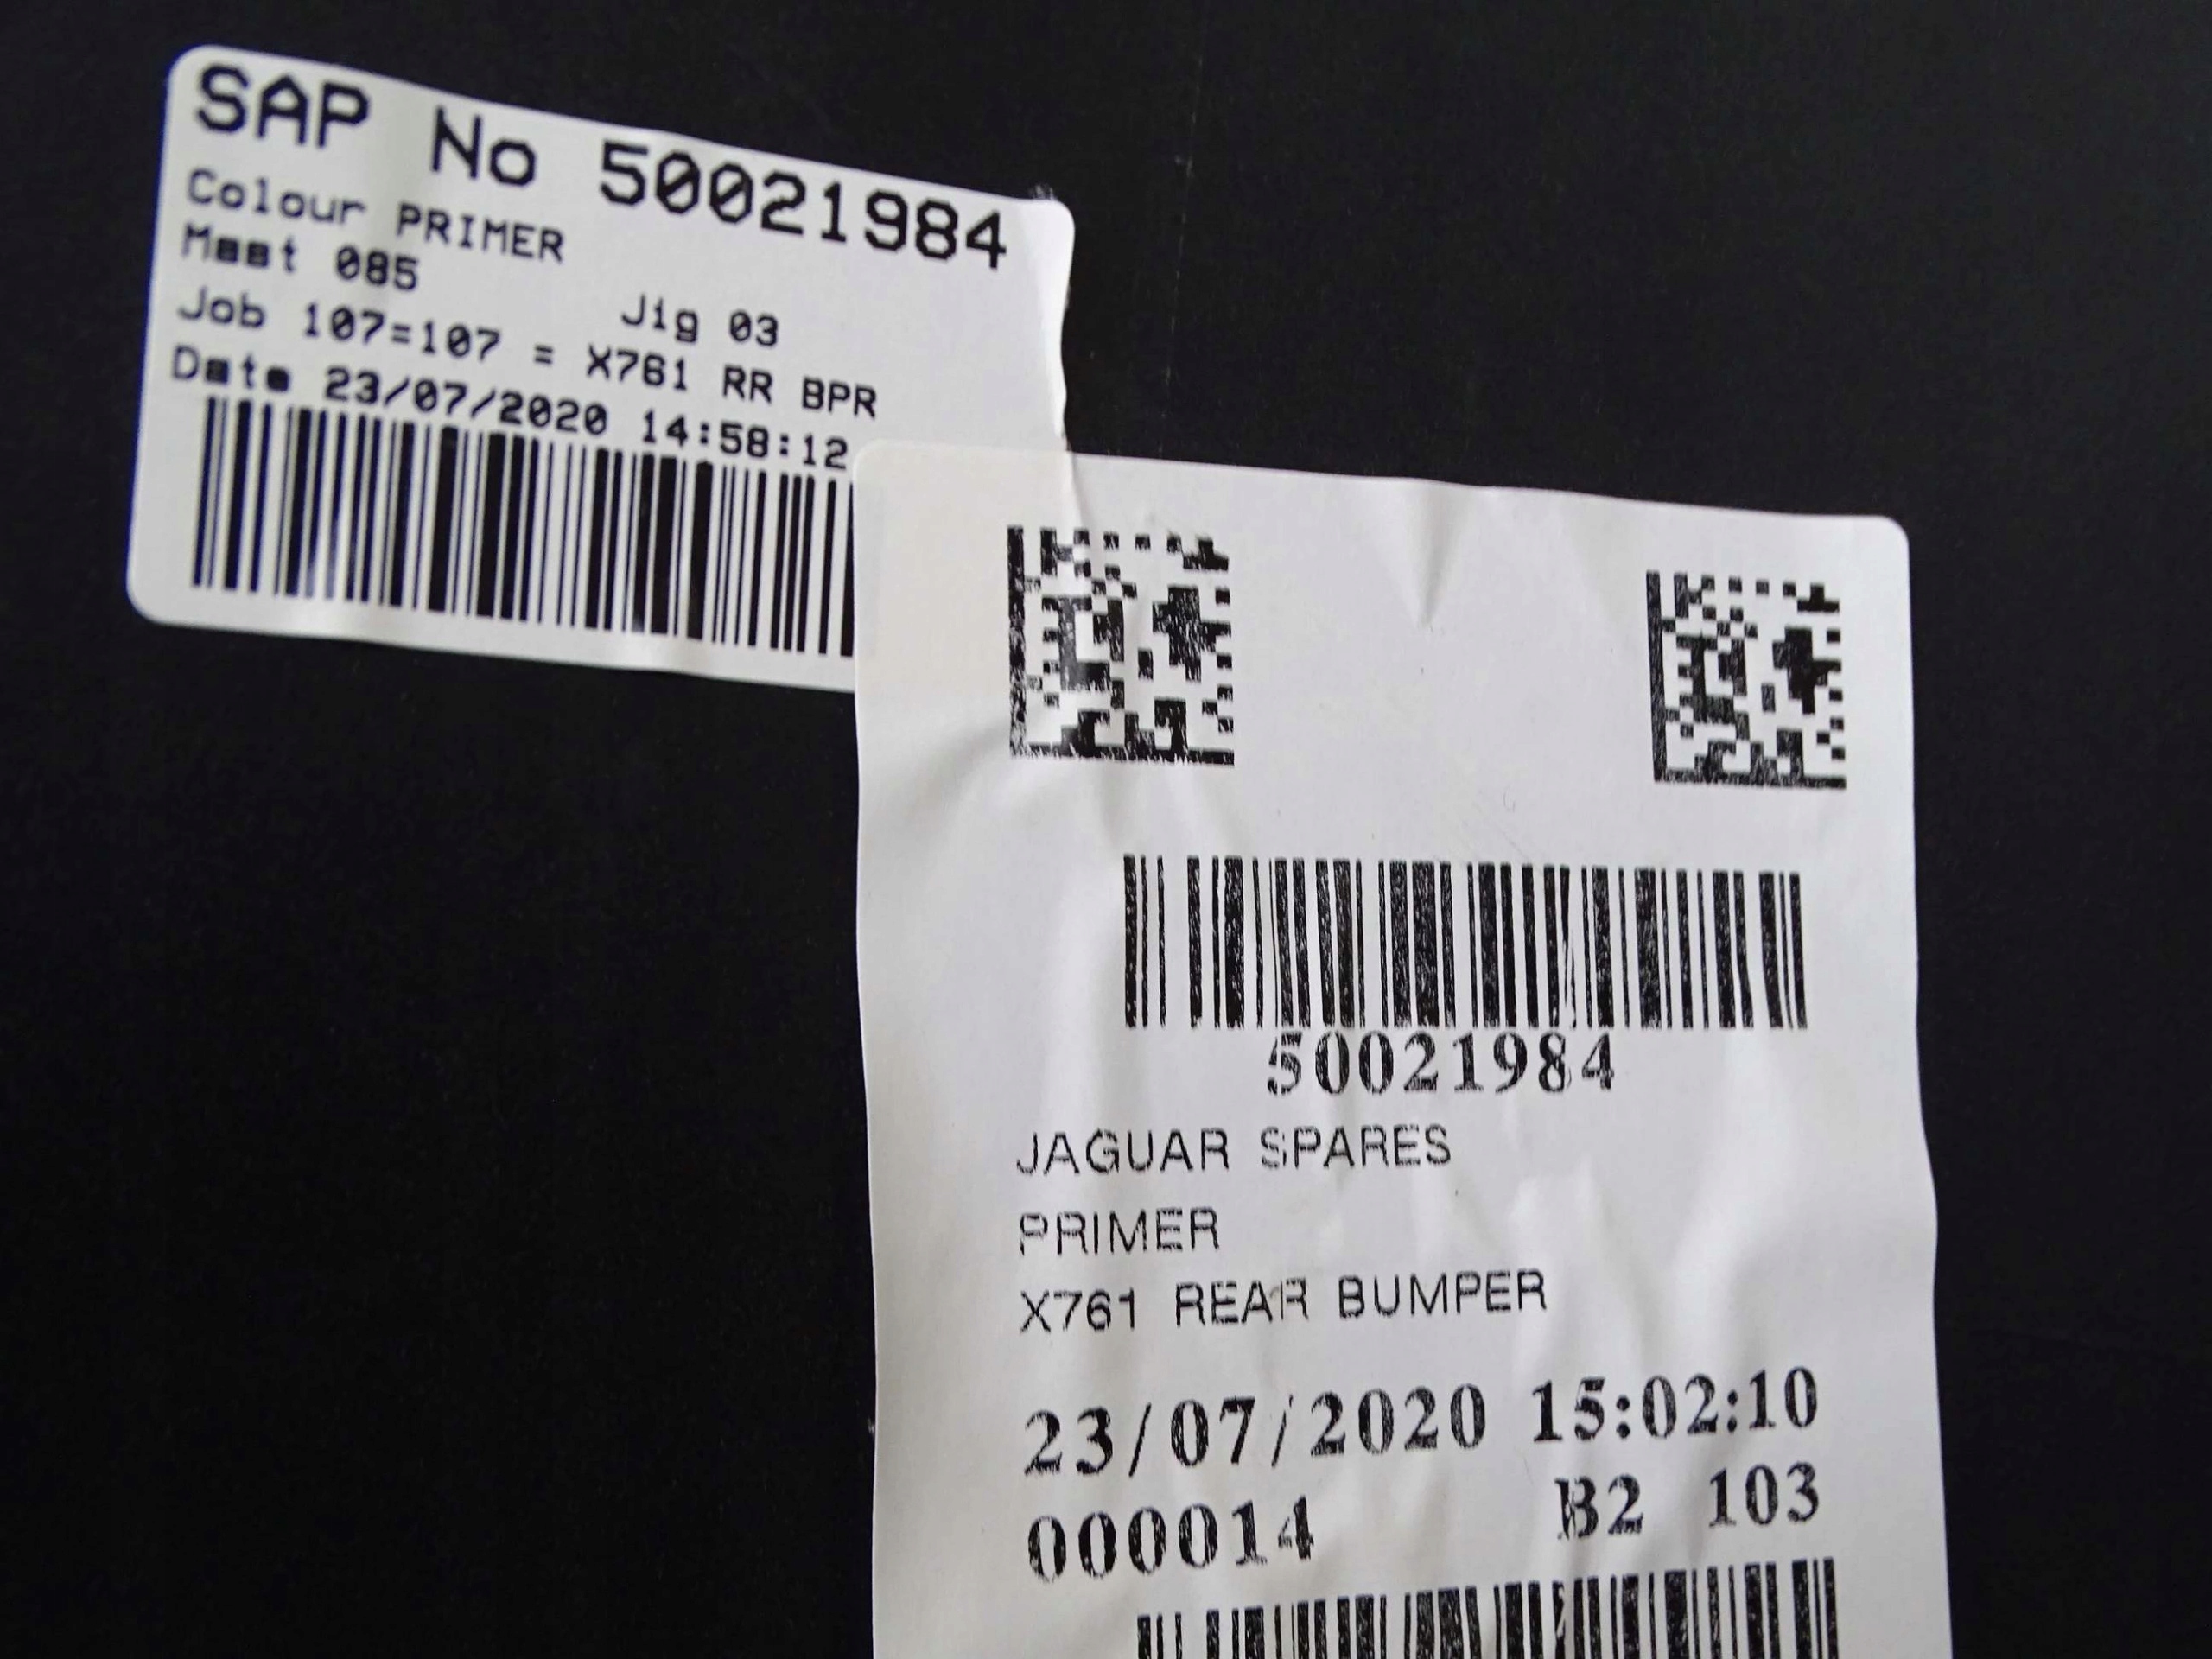 SAP No 50021984
Colour PRIMER
Mast 085
Jig 03
Job 107=107 = X761 RR BPR
Date 23/07/2020 14:58:12
50021984
JAGUAR SPARES
PRIMER
X761 REAR BUMPER
23/07/2020 15:02:10
000014 B2 103